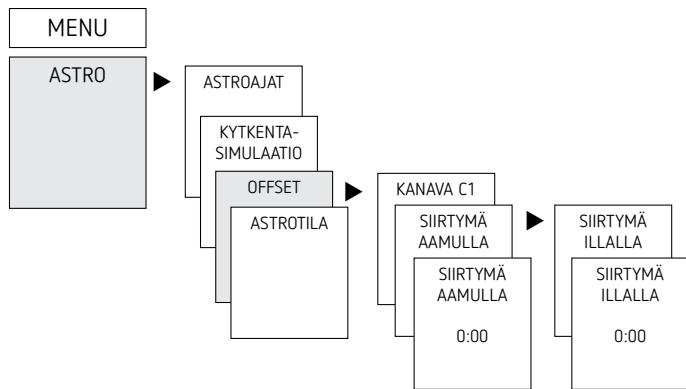 MENU
ASTRO
ASTROAJAT
KYTKENTA-
SIMULAATIO
OFFSET
ASTROTILA
KANAVA C1
SIIRTYMÄ
AAMULLA
SIIRTYMÄ
AAMULLA
0:00
SIIRTYMÄ
ILLALLA
SIIRTYMÄ
ILLALLA
0:00